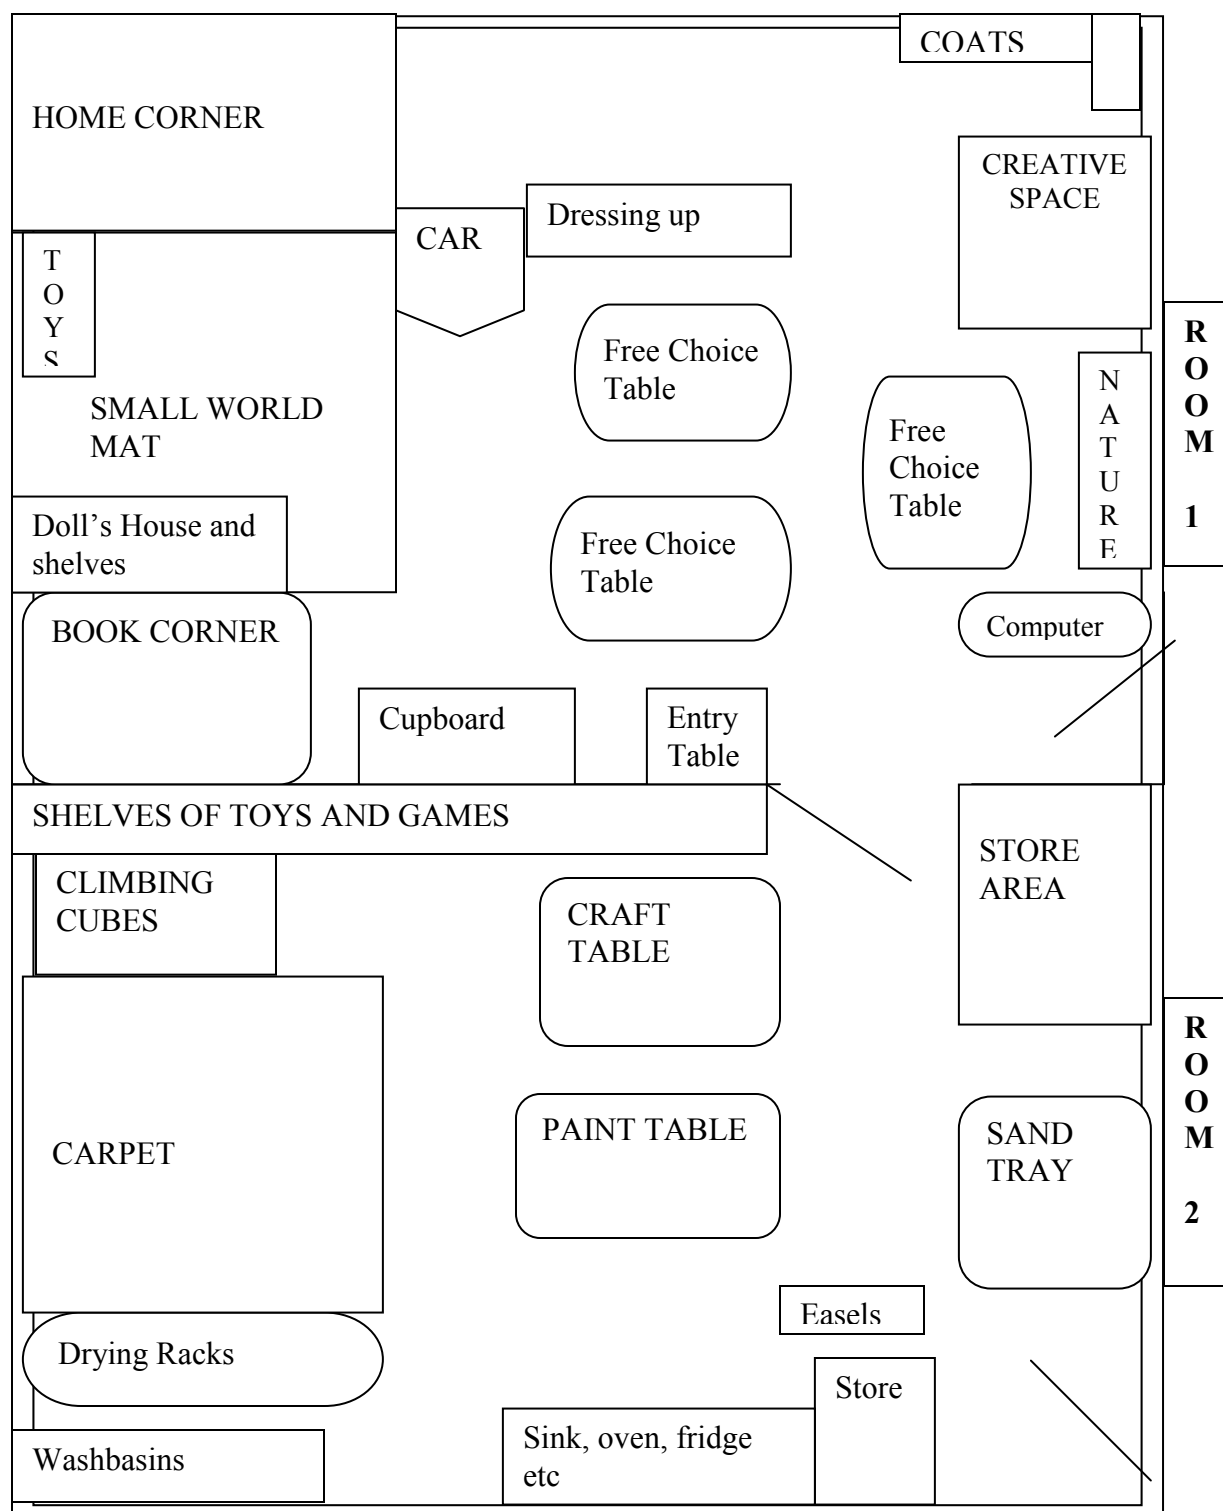 COATS
HOME CORNER
CREATIVE
SPACE
Dressing up
CAR
T
O
Y
S
R
O
O
M
1
Free Choice
Table
N
A
T
U
R
E
SMALL WORLD
MAT
Free
Choice
Table
Doll's House and
shelves
Free Choice
Table
BOOK CORNER
Computer
Cupboard
Entry
Table
SHELVES OF TOYS AND GAMES
STORE
AREA
CLIMBING
CUBES
CRAFT
TABLE
R
O
O
M
2
PAINT TABLE
SAND
TRAY
CARPET
Easels
Drying Racks
Store
Sink, oven, fridge
etc
Washbasins